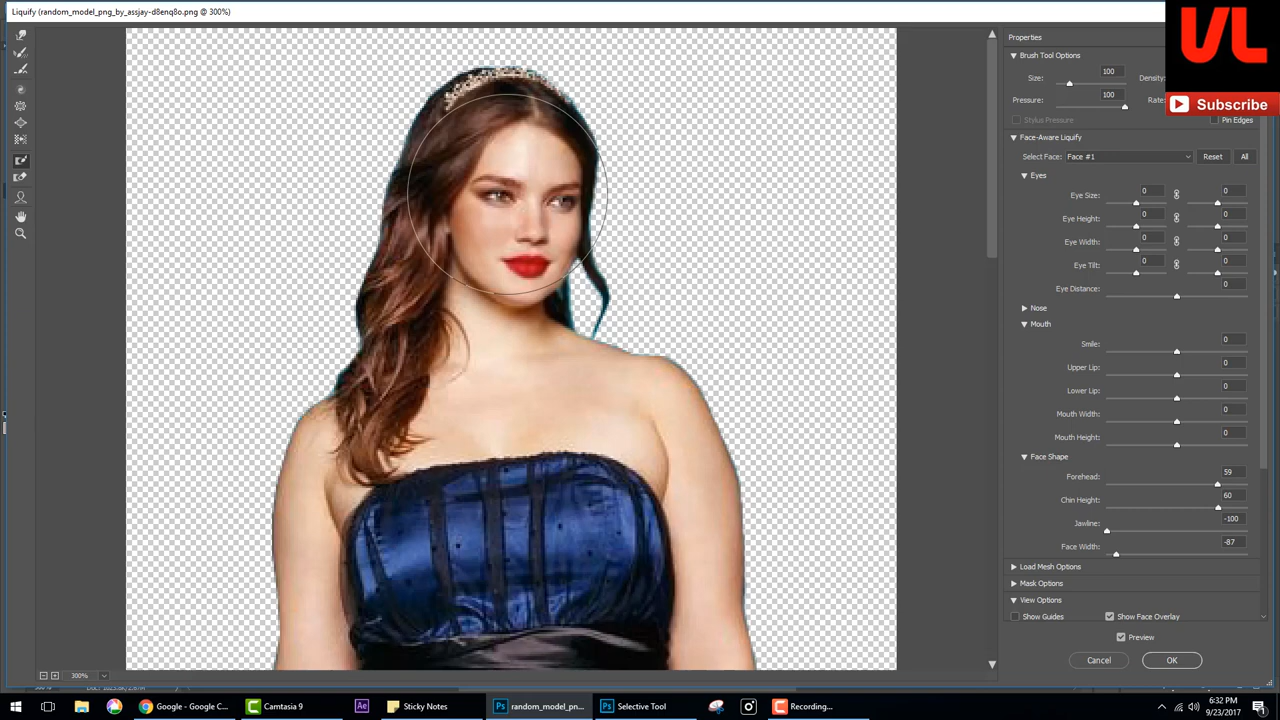 Liquify (random_model_png_by_assjay-d8enq8o.png @ 300%)
VL
Subscribe
Properties
Brush Tool Options
Size: 100 Density:
Pressure: 100 Rate:
Stylus Pressure Pin Edges
Face-Aware Liquify
Select Face: Face #1 Reset All
Eyes
Eye Size: 0 0
Eye Height: 0 0
Eye Width: 0 0
Eye Tilt: 0 0
Eye Distance: 0
Nose
Mouth
Smile: 0
Upper Lip: 0
Lower Lip: 0
Mouth Width: 0
Mouth Height: 0
Face Shape
Forehead: 59
Chin Height: 60
Jawline: -100
Face Width: -87
Load Mesh Options
Mask Options
View Options
Show Guides Show Face Overlay
Preview
Cancel OK
300%
Google - Google C...
Camtasia 9
Ae
Sticky Notes
Ps random_model_pn...
Ps Selective Tool
Recording...
6:32 PM
9/23/2017